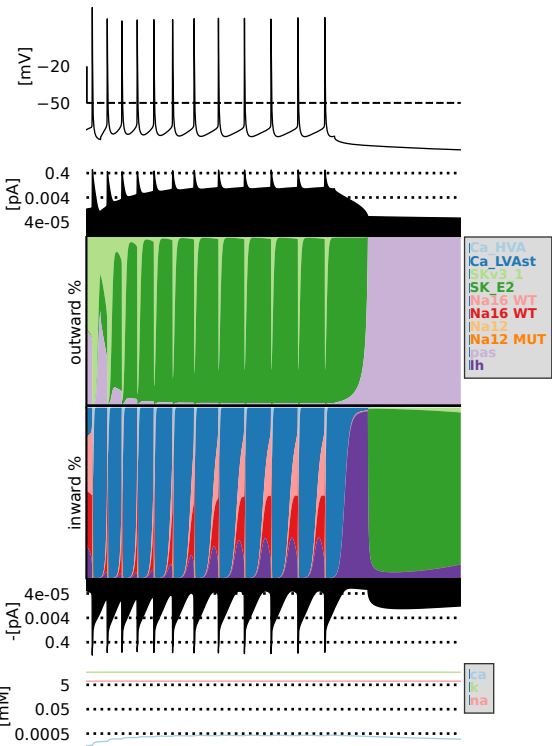 [mV]
−20
−50
[pA]
0.4
0.004
4e-05
outward %
Ca_HVA
Ca_LVAst
SKv3_1
SK_E2
Na16 WT
Na16 WT
Na12
Na12 MUT
pas
Ih
inward %
4e-05
0.004
0.4
-[pA]
ca
k
na
[mM]
5
0.05
0.0005